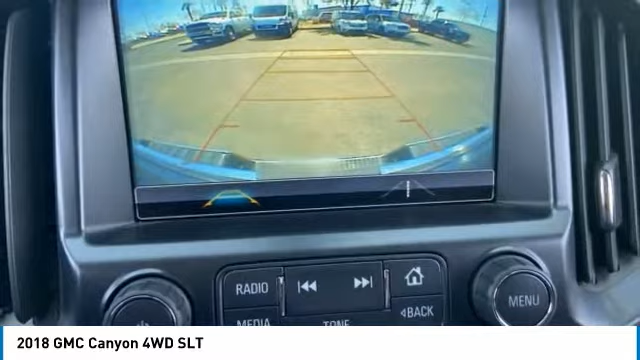 RADIO
BACK
MENU
MEDIA
TONE
2018 GMC Canyon 4WD SLT